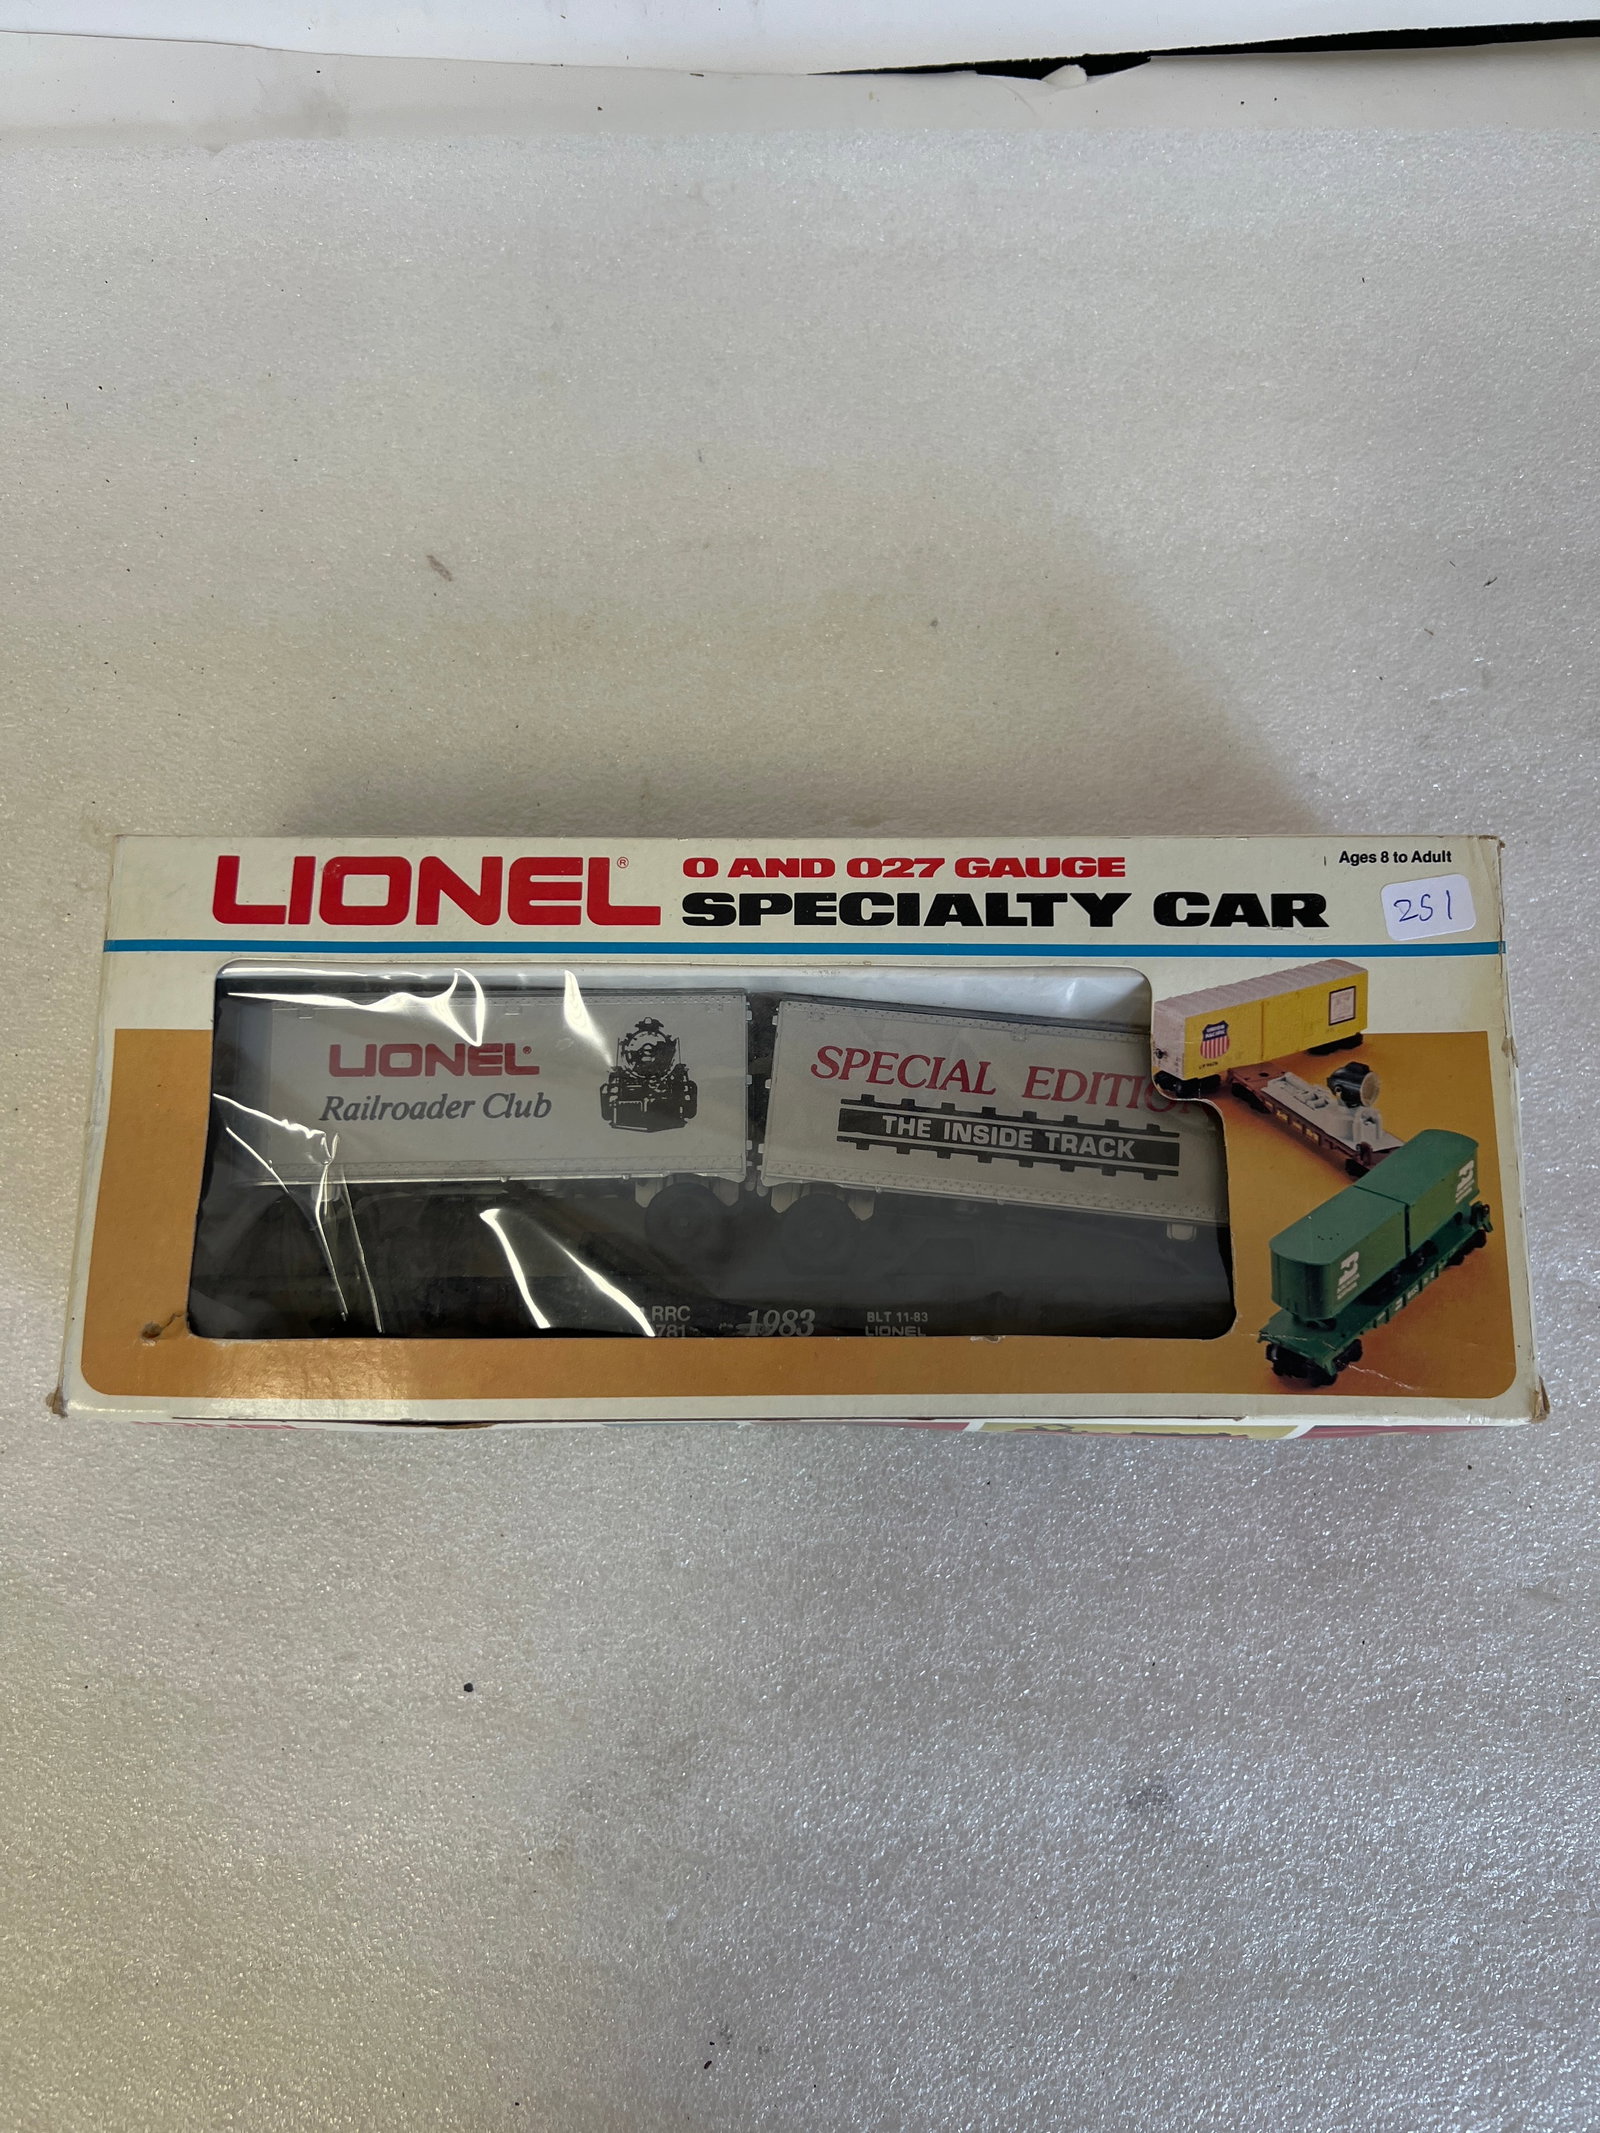 LIONEL®
O AND 027 GAUGE
SPECIALTY CAR
Ages 8 to Adult
251
LIONEL®
Railroader Club
SPECIAL EDITIO
THE INSIDE TRACK
RRC
781
1983
BLT 11-83
LIONEL